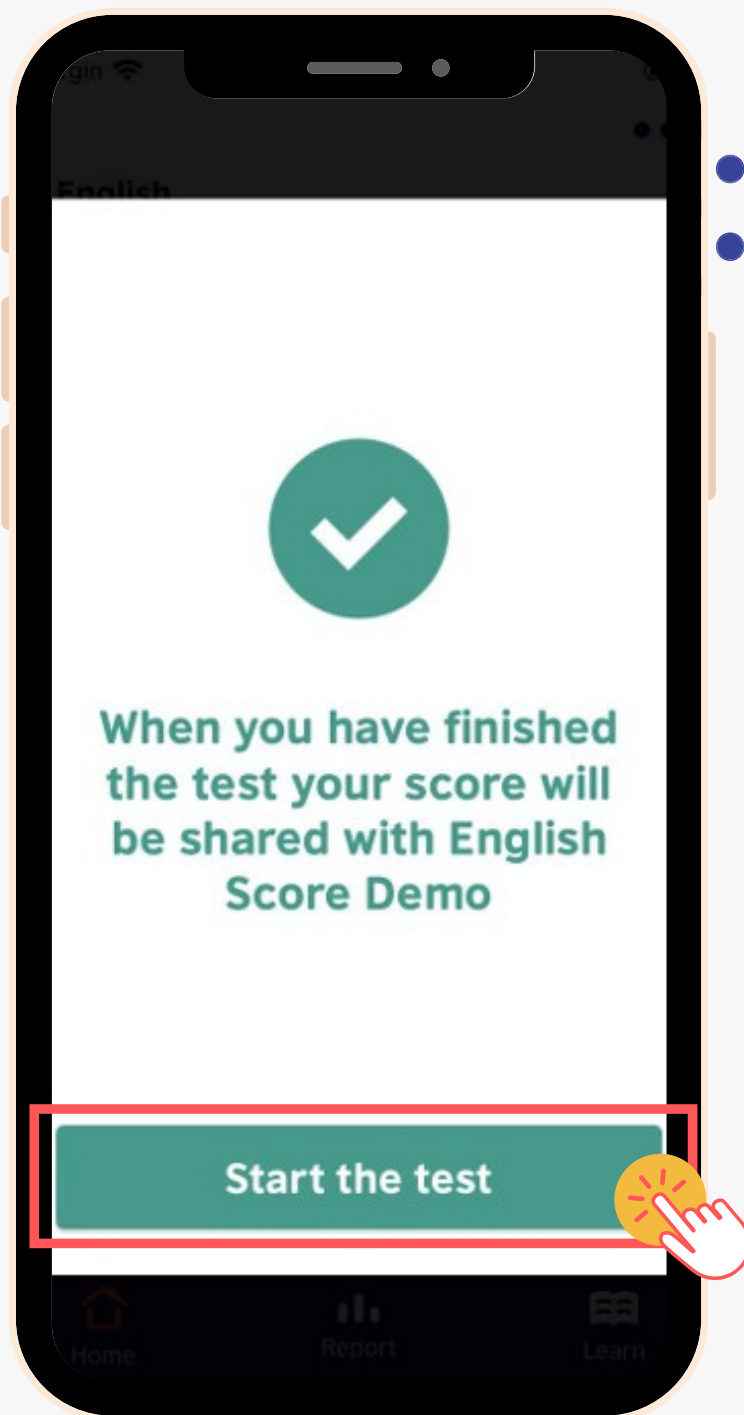 English
When you have finished
the test your score will
be shared with English
Score Demo
Start the test
Home
Report
Learn